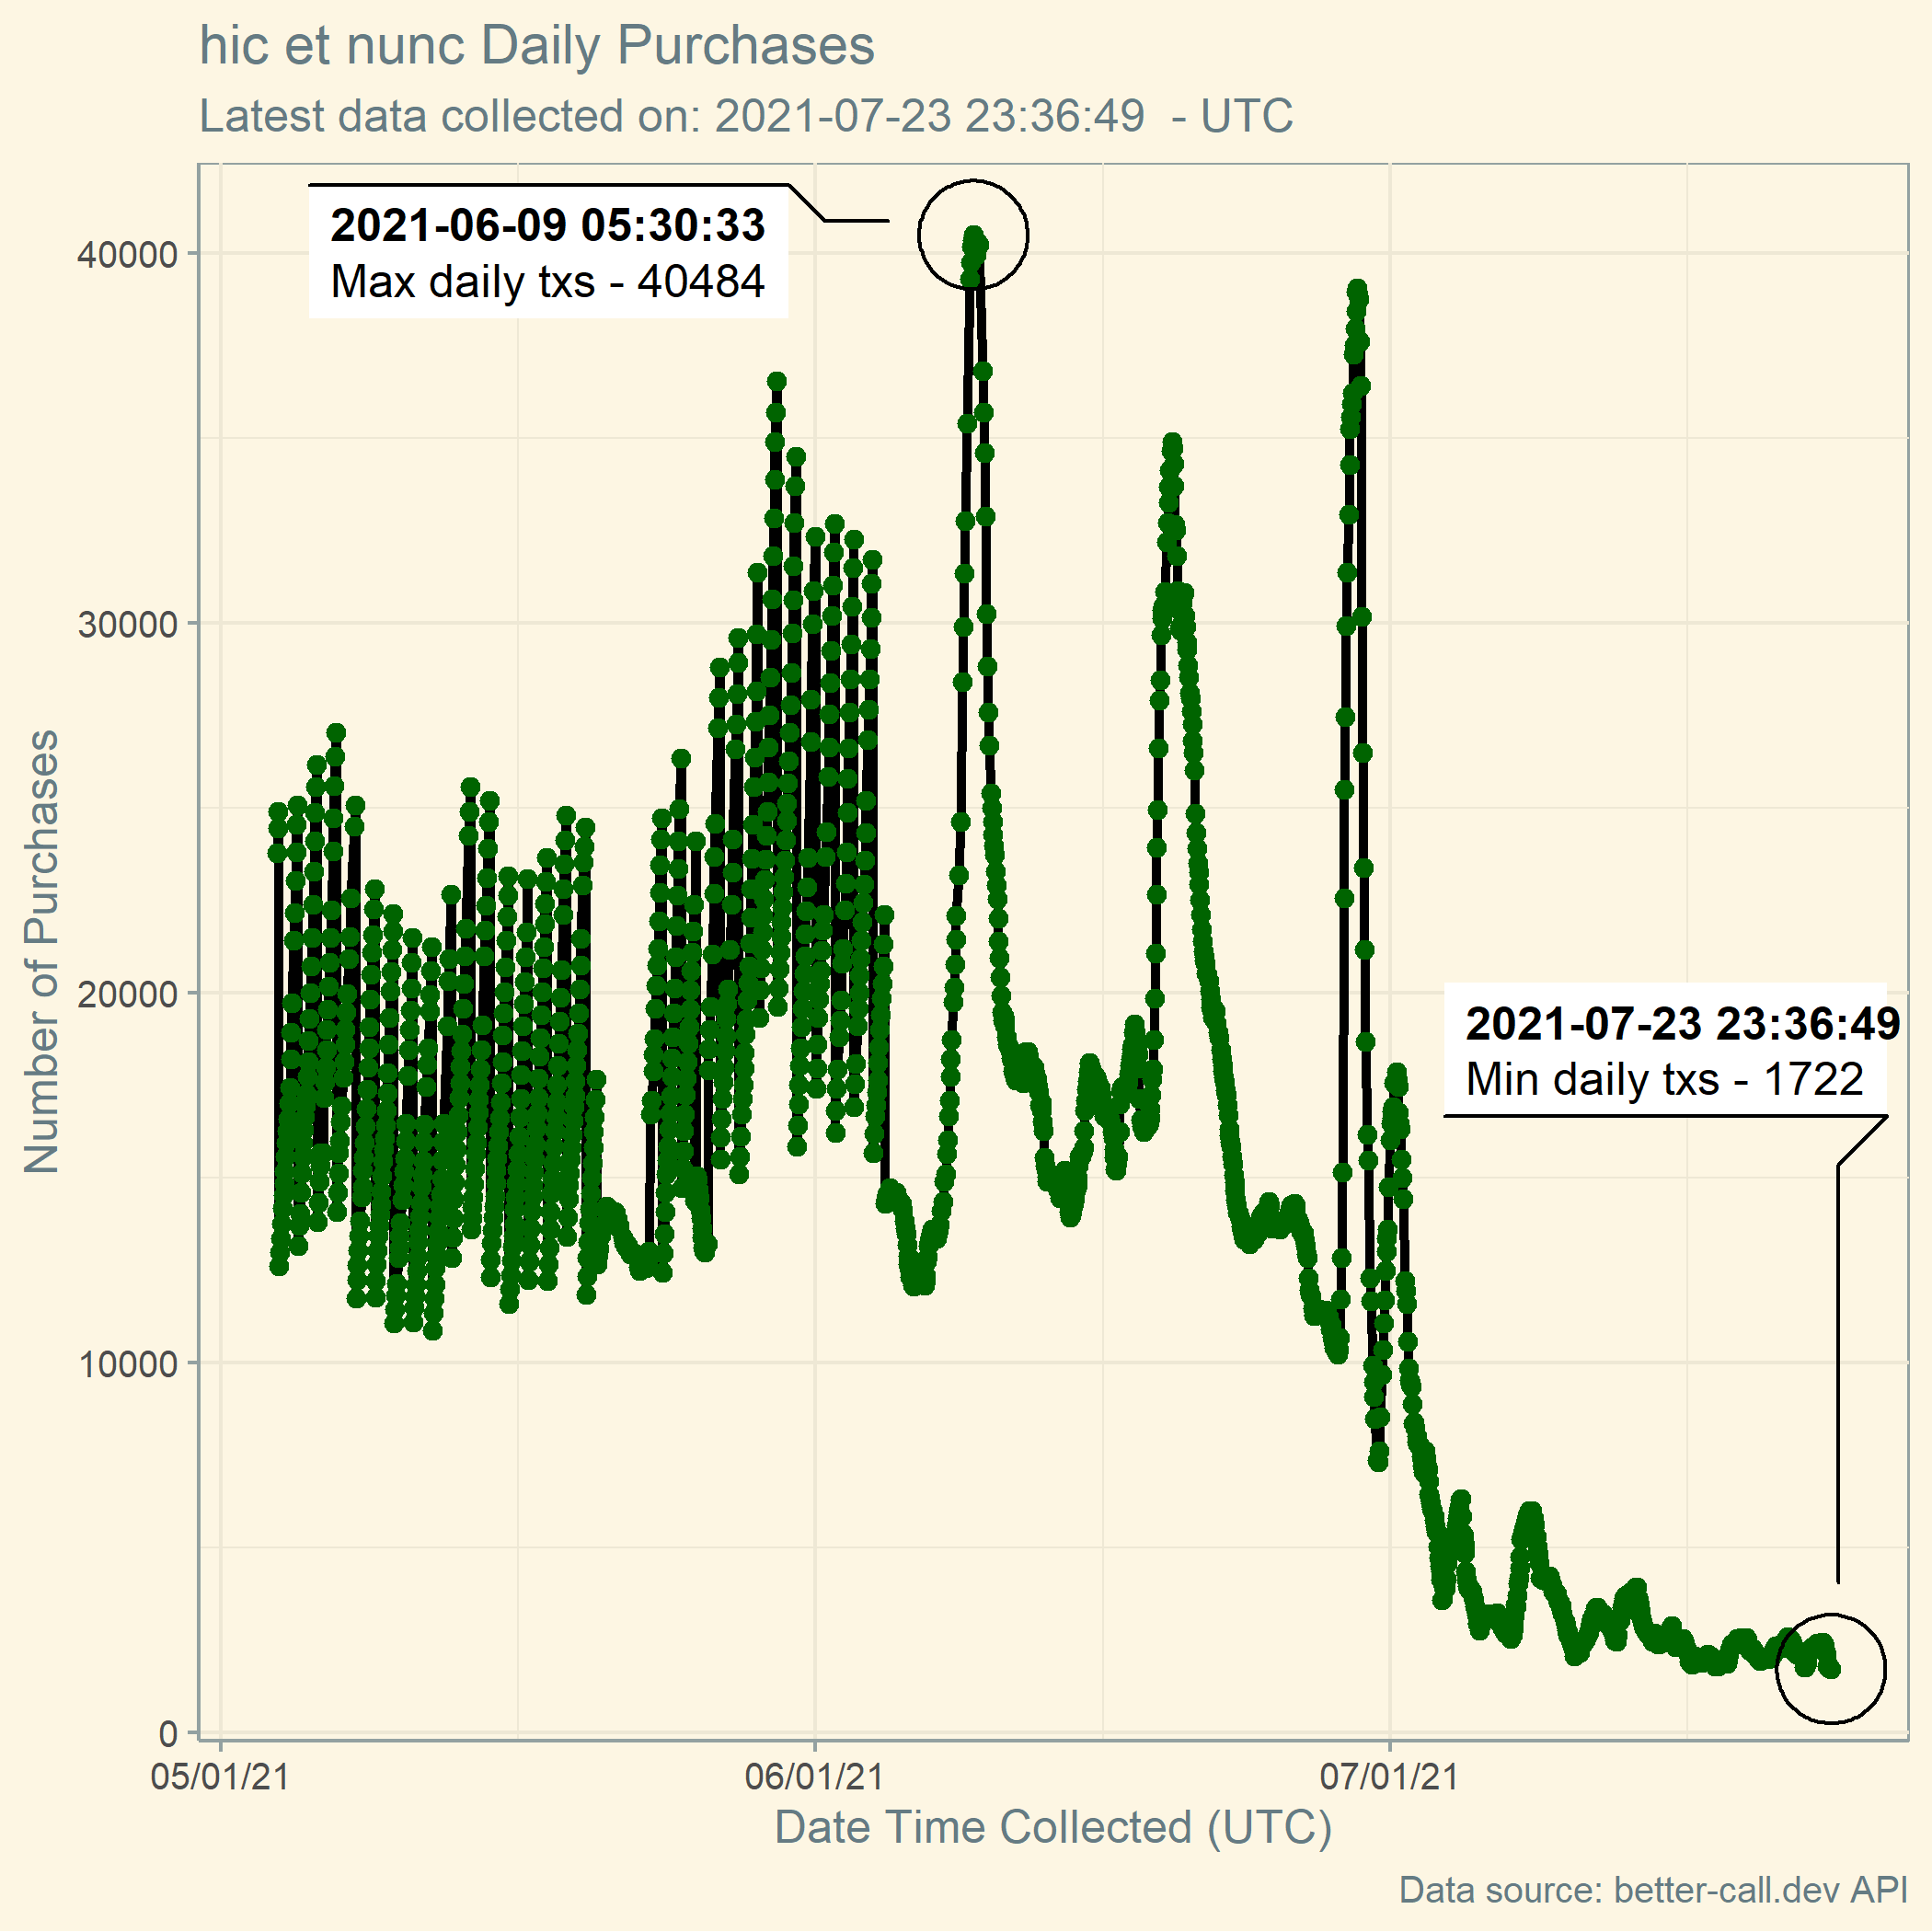 hic et nunc Daily Purchases
Latest data collected on: 2021-07-23 23:36:49  - UTC
2021-06-09 05:30:33
Max daily txs - 40484
40000
30000
20000
10000
0
Number of Purchases
2021-07-23 23:36:49
Min daily txs - 1722
05/01/21
06/01/21
07/01/21
Date Time Collected (UTC)
Data source: better-call.dev API